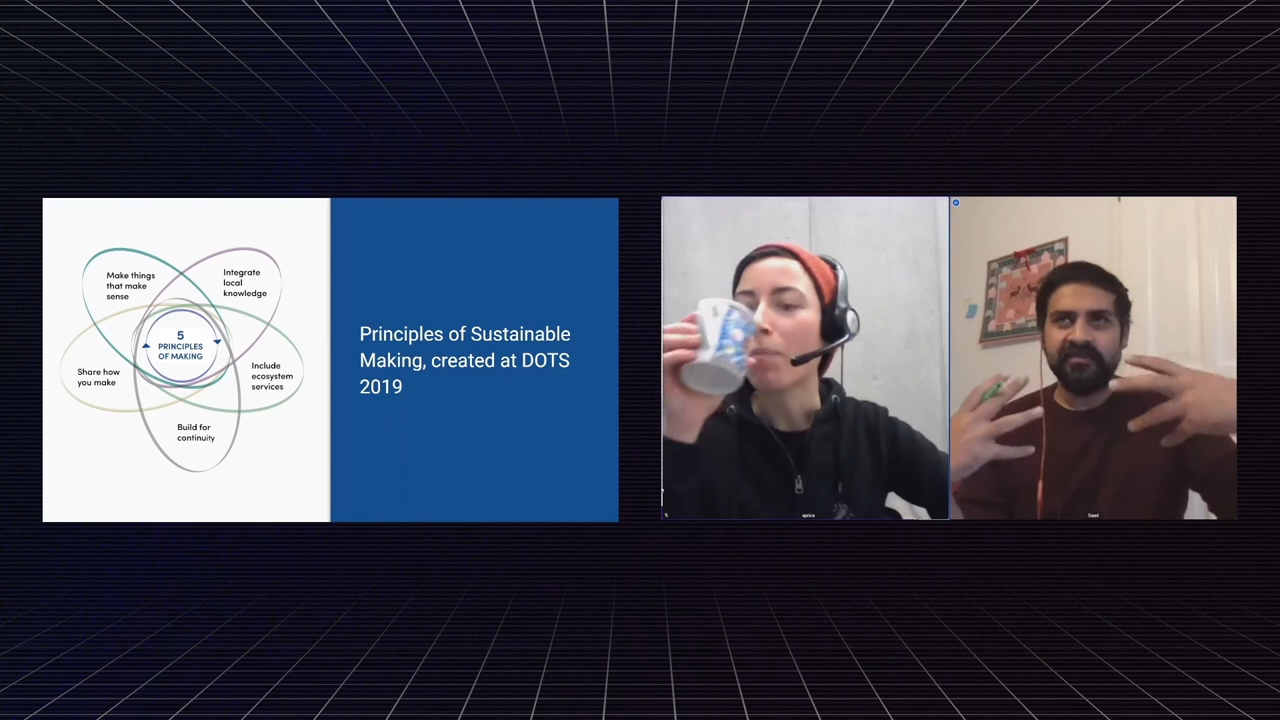 Make things
that make
sense
Integrate
local
knowledge
5
PRINCIPLES
OF MAKING
Share how
you make
Include
ecosystem
services
Build for
continuity
Principles of Sustainable
Making, created at DOTS
2019
aprica